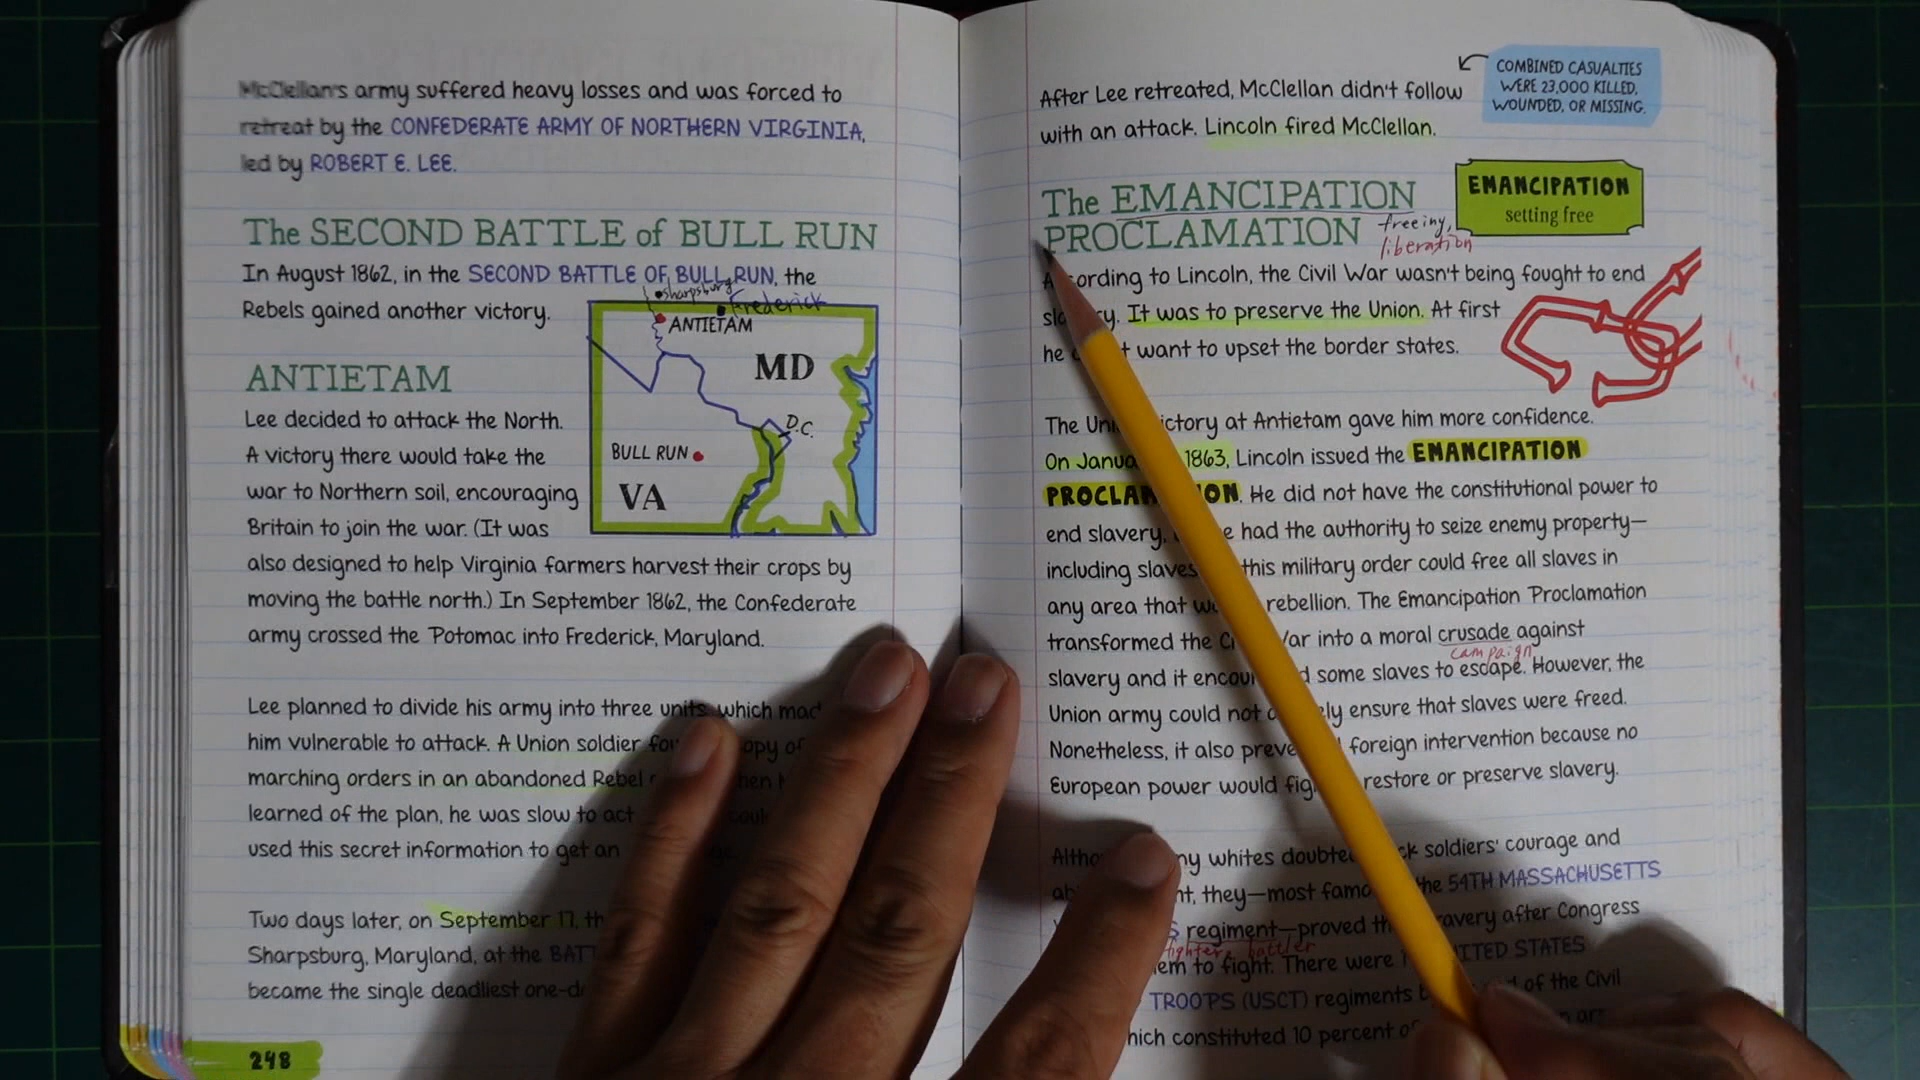 McClellan's army suffered heavy losses and was forced to
retreat by the CONFEDERATE ARMY OF NORTHERN VIRGINIA,
led by ROBERT E. LEE.
The SECOND BATTLE of BULL RUN
In August 1862, in the SECOND BATTLE OF BULL RUN, the
Rebels gained another victory.
sharpsburg
Frederick
ANTIETAM
MD
D.C.
BULL RUN
VA
ANTIETAM
Lee decided to attack the North.
A victory there would take the
war to Northern soil, encouraging
Britain to join the war. (It was
also designed to help Virginia farmers harvest their crops by
moving the battle north.) In September 1862, the Confederate
army crossed the Potomac into Frederick, Maryland.
Lee planned to divide his army into three units, which
him vulnerable to attack. A Union soldier of
marching orders in an abandoned Rebel
learned of the plan, he was slow to act
used this secret information to get an
Two days later, on September 17,
Sharpsburg, Maryland, at the
became the single deadliest
248
After Lee retreated, McClellan didn't follow
with an attack. Lincoln fired McClellan.
COMBINED CASUALTIES
WERE 23,000 KILLED,
WOUNDED, OR MISSING.
The EMANCIPATION
PROCLAMATION
freeing,
liberation
EMANCIPATION
setting free
According to Lincoln, the Civil War wasn't being fought to end
It was to preserve the Union. At first
he want to upset the border states.
The victory at Antietam gave him more confidence.
On 1863, Lincoln issued the EMANCIPATION
PROCLAMATION. He did not have the constitutional power to
end slavery, had the authority to seize enemy property—
including slaves this military order could free all slaves in
any area that rebellion. The Emancipation Proclamation
transformed the War into a moral crusade against
campaign
slavery and it some slaves to escape. However, the
Union army could not ensure that slaves were freed.
Nonetheless, it also foreign intervention because no
European power would restore or preserve slavery.
whites doubted soldiers' courage and
they—most the 54TH MASSACHUSETTS
regiment—proved bravery after Congress
fighter, battler
to fight. There were UNITED STATES
TROOPS (USCT) regiments of the Civil
which constituted 10 percent